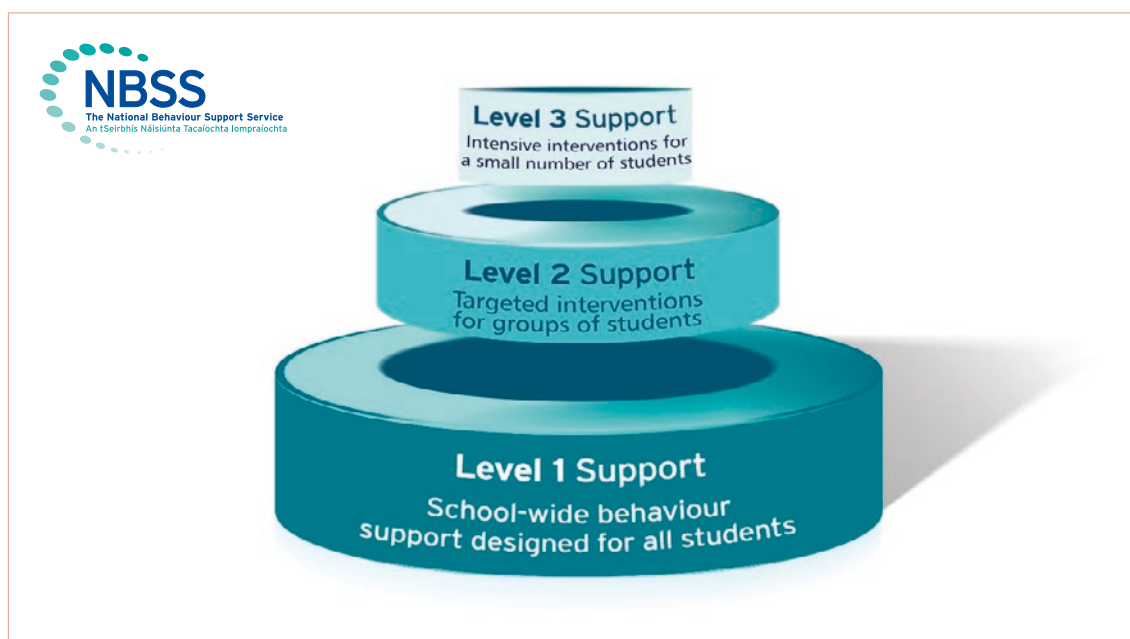 NBSS
The National Behaviour Support Service
An tSeirbhís Náisiúnta Tacaíochta Iompraíochta
Level 3 Support
Intensive interventions for
a small number of students
Level 2 Support
Targeted interventions
for groups of students
Level 1 Support
School-wide behaviour
support designed for all students